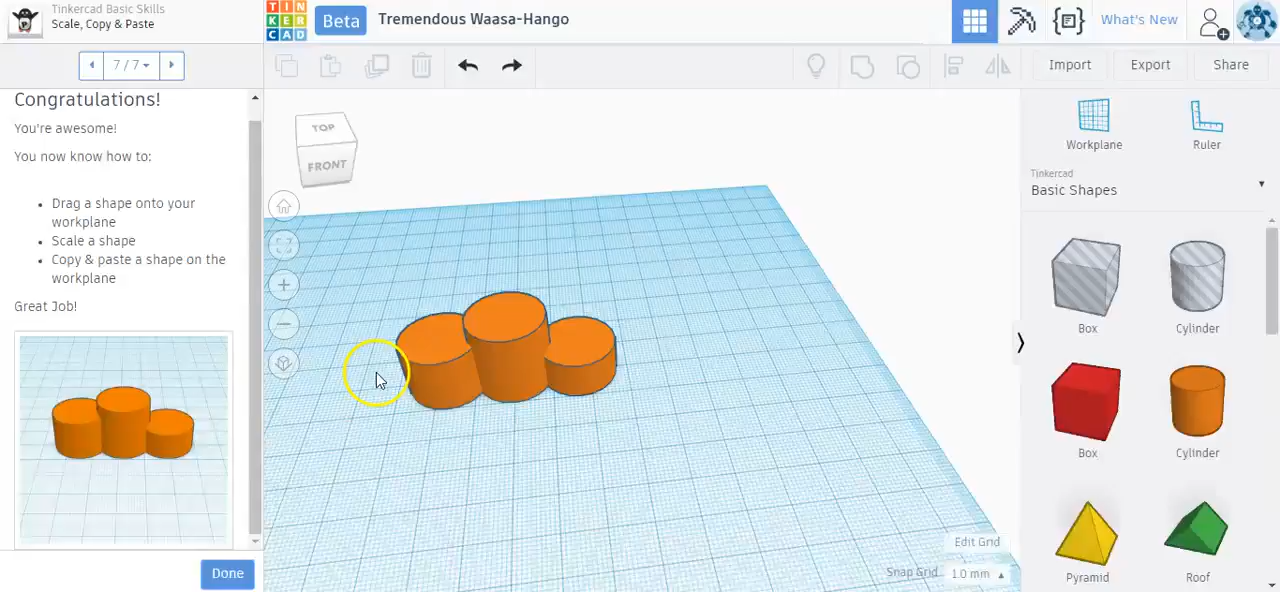 Tinkercad Basic Skills
Scale, Copy & Paste
7 / 7
Congratulations!
You're awesome!
You now know how to:
• Drag a shape onto your
workplane
• Scale a shape
• Copy & paste a shape on the
workplane
Great Job!
Done
TIN
KER
CAD
Beta
Tremendous Waasa-Hango
What's New
Import
Export
Share
TOP
FRONT
Workplane
Ruler
Tinkercad
Basic Shapes
Box
Cylinder
Box
Cylinder
Pyramid
Roof
Edit Grid
Snap Grid
1.0 mm